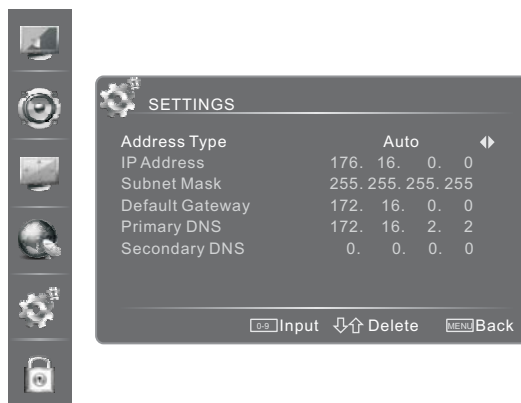 SETTINGS
Address Type Auto
IP Address 176. 16. 0. 0
Subnet Mask 255. 255. 255. 255
Default Gateway 172. 16. 0. 0
Primary DNS 172. 16. 2. 2
Secondary DNS 0. 0. 0. 0
0-9 Input Delete MENU Back